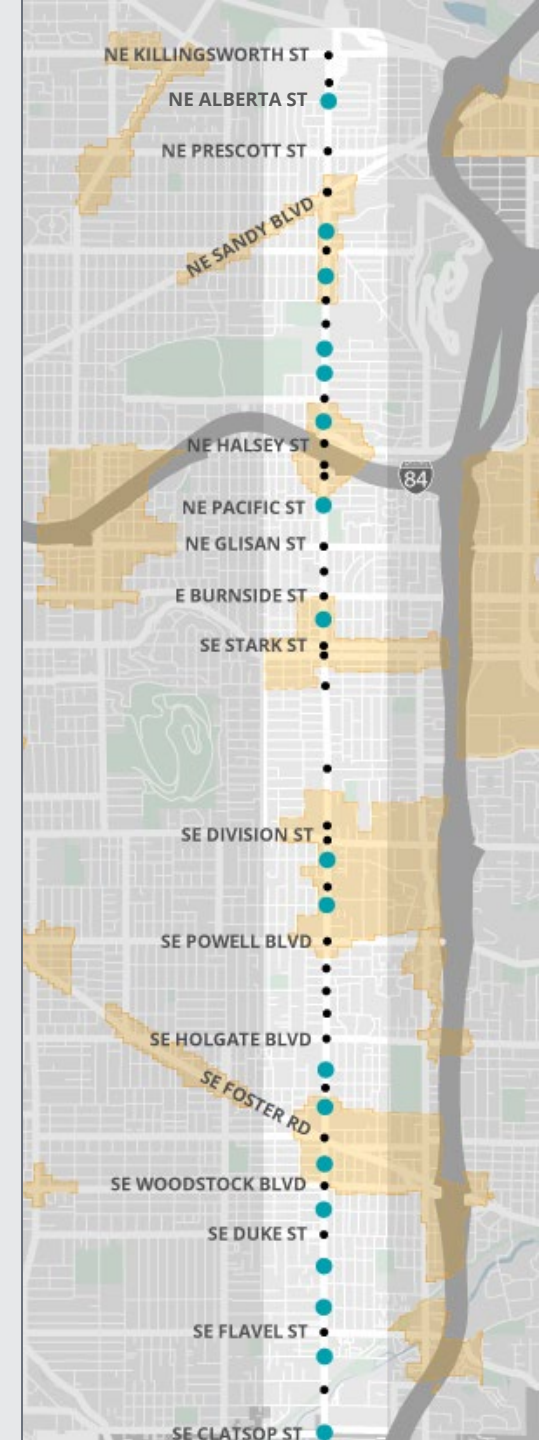 NE KILLINGSWORTH ST
NE ALBERTA ST
NE PRESCOTT ST
NE SANDY BLVD
NE HALSEY ST
84
NE PACIFIC ST
NE GLISAN ST
E BURNSIDE ST
SE STARK ST
SE DIVISION ST
SE POWELL BLVD
SE HOLGATE BLVD
SE FOSTER RD
SE WOODSTOCK BLVD
SE DUKE ST
SE FLAVEL ST
SE CLATSOP ST